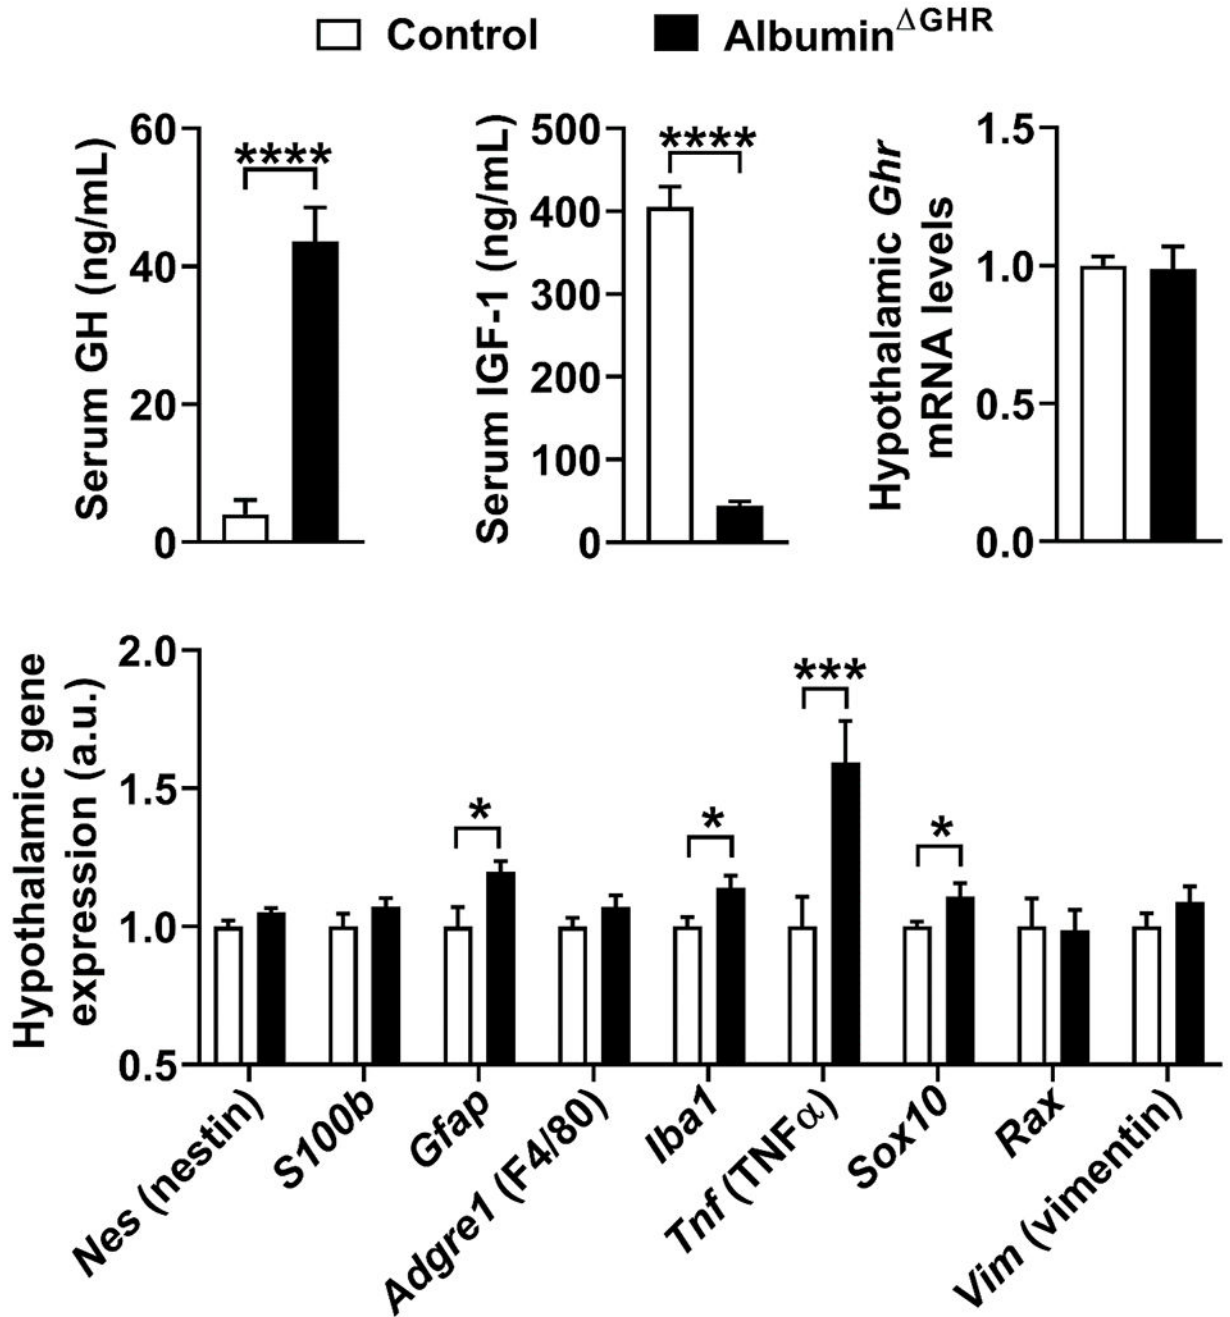 Control
Albumin^ΔGHR
Serum GH (ng/mL)
60
40
20
0
****
Serum IGF-1 (ng/mL)
500
400
300
200
100
0
****
Hypothalamic Ghr
mRNA levels
1.5
1.0
0.5
0.0
Hypothalamic gene
expression (a.u.)
2.0
1.5
1.0
0.5
*
*
***
*
Nes (nestin)
S100b
Gfap
Adgre1 (F4/80)
Iba1
Tnf (TNFα)
Sox10
Rax
Vim (vimentin)